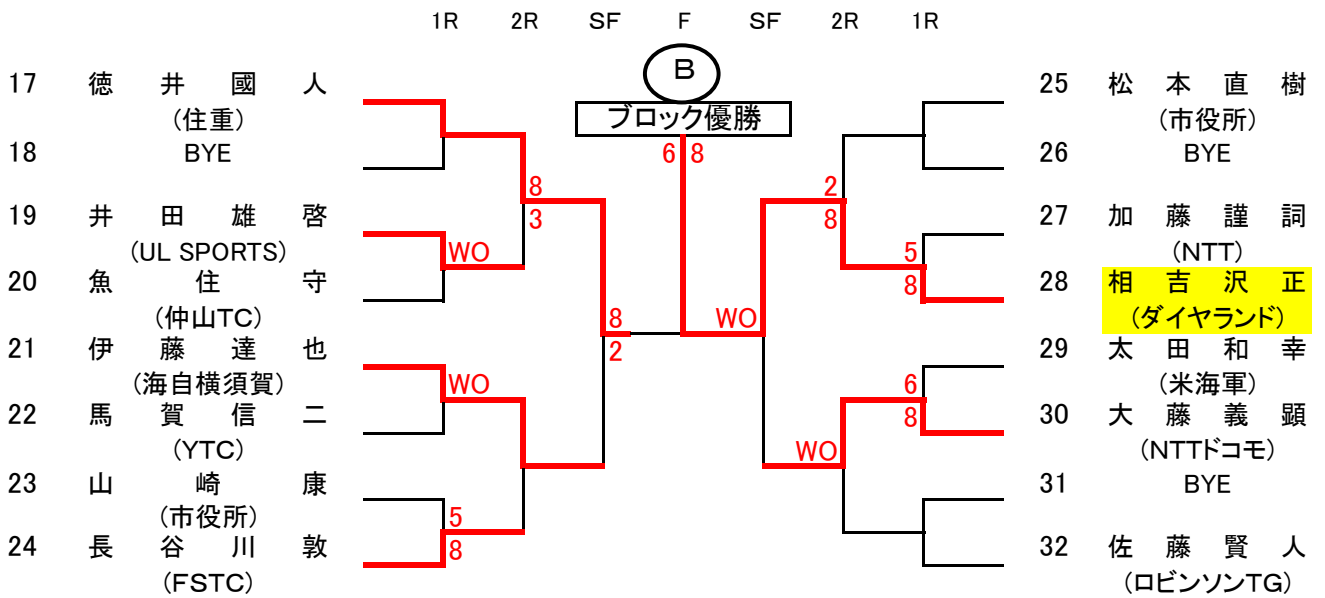 1R 2R SF F SF 2R 1R
B
ブロック優勝
6 8
17 徳井國人
(住重)
18 BYE
8
3
19 井田雄啓
(UL SPORTS)
WO
20 魚住守
(仲山TC)
8
2
21 伊藤達也
(海自横須賀)
WO
22 馬賀信二
(YTC)
23 山崎康
(市役所)
5
8
24 長谷川敦
(FSTC)
25 松本直樹
(市役所)
26 BYE
2
8
27 加藤謹詞
(NTT)
5
8
28 相吉沢正
(ダイヤランド)
WO
29 太田和幸
(米海軍)
6
8
30 大藤義顕
(NTTドコモ)
WO
31 BYE
32 佐藤賢人
(ロビンソンTG)